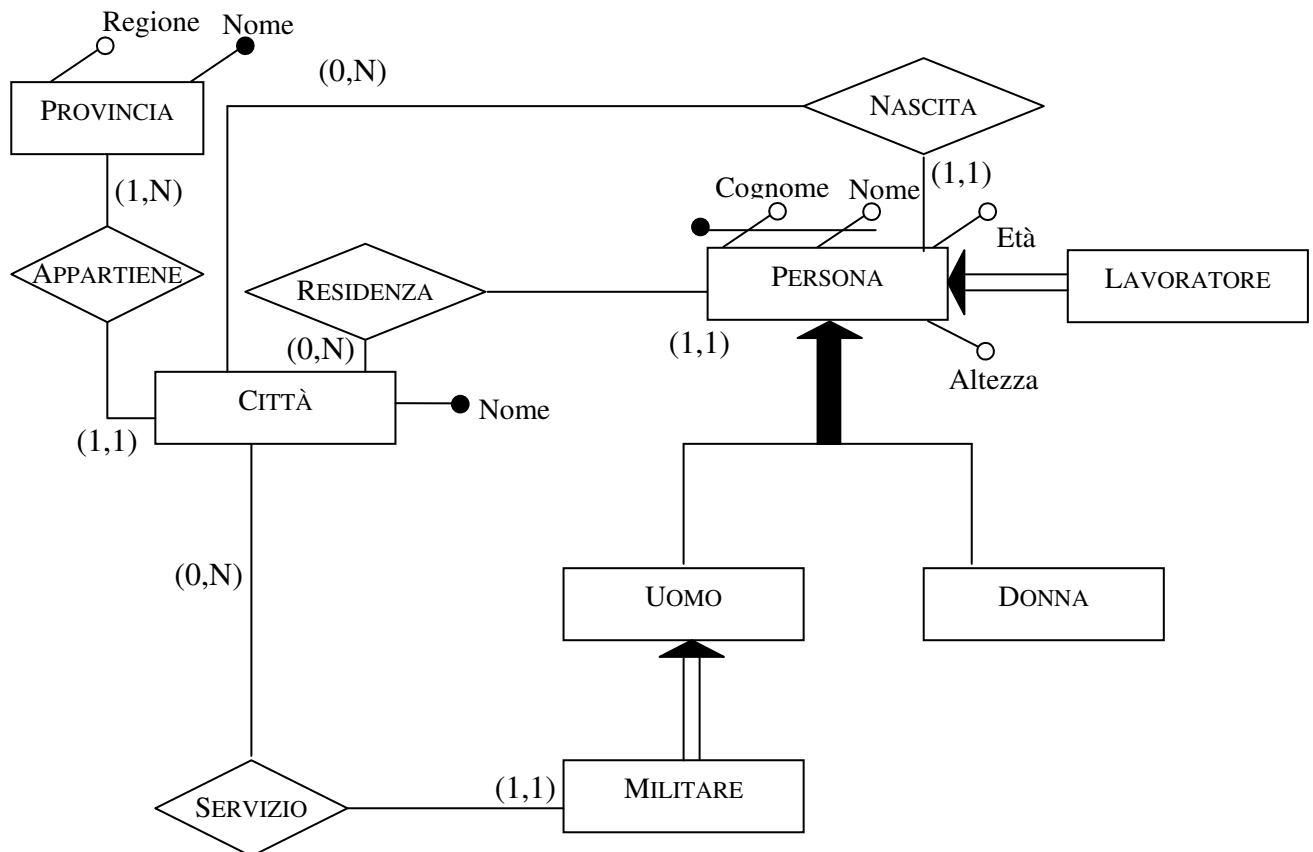 Regione Nome
(0,N)
PROVINCIA
NASCITA
(1,N)
(1,1)
Cognome Nome
Età
APPARTIENE
RESIDENZA
PERSONA
LAVORATORE
(0,N)
(1,1)
Altezza
CITTÀ
Nome
(1,1)
(0,N)
UOMO
DONNA
(1,1)
MILITARE
SERVIZIO